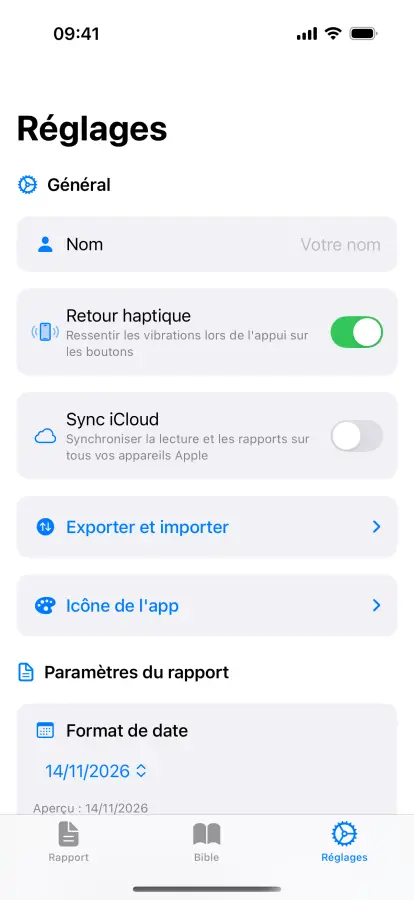 09:41
Réglages
Général
Nom
Votre nom
Retour haptique
Ressentir les vibrations lors de l'appui sur
les boutons
Sync iCloud
Synchroniser la lecture et les rapports sur
tous vos appareils Apple
Exporter et importer
Icône de l'app
Paramètres du rapport
Format de date
14/11/2026
Aperçu : 14/11/2026
Rapport
Bible
Réglages